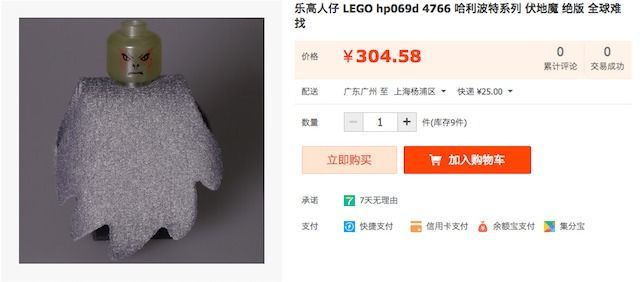 乐高人仔 LEGO hp069d 4766 哈利波特系列 伏地魔 绝版 全球难
找
价格 ¥304.58 0 累计评论 0 交易成功
配送 广东广州 至 上海杨浦区 快递 ¥25.00
数量 − 1 + 件(库存9件)
立即购买 加入购物车
承诺 7 7天无理由
支付 快捷支付 信用卡支付 余额宝支付 集分宝